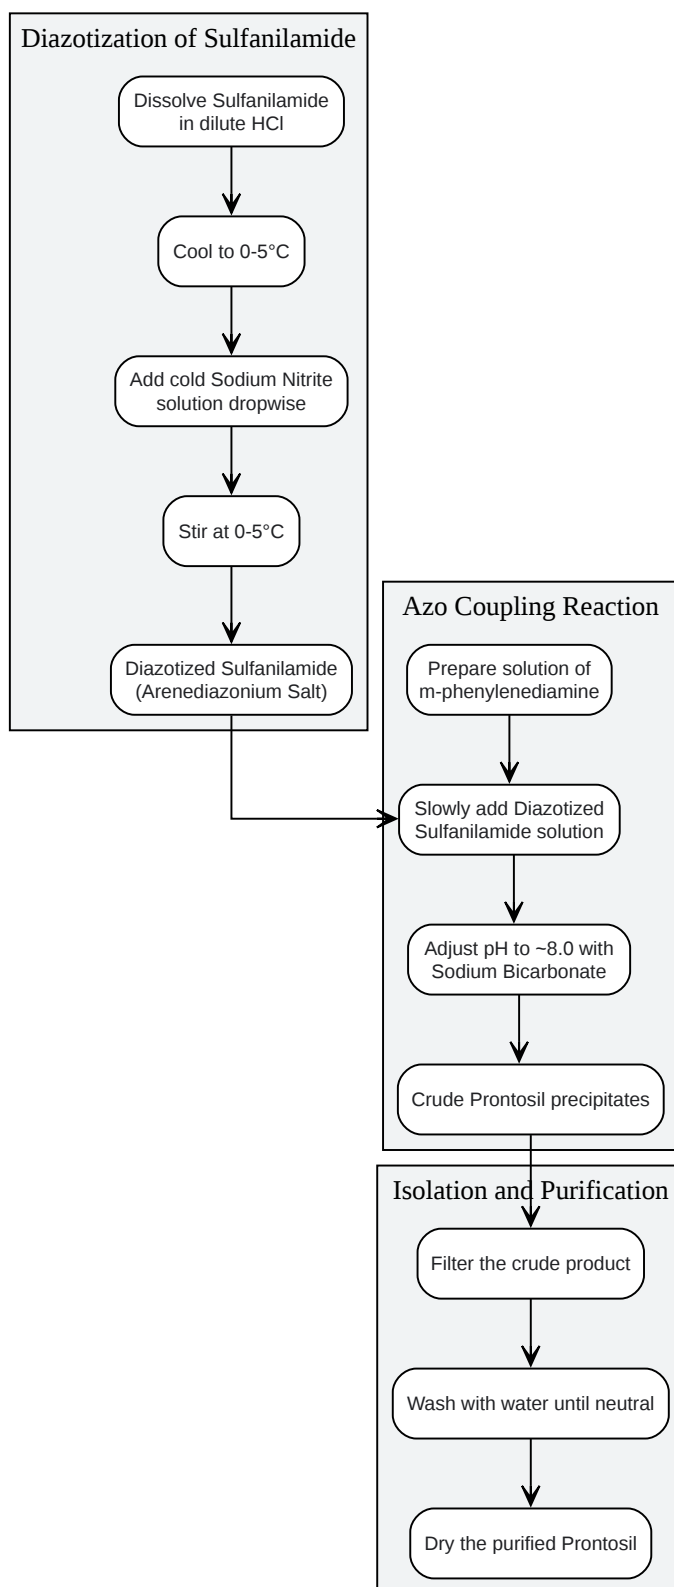 Diazotization of Sulfanilamide
Dissolve Sulfanilamide
in dilute HCl
Cool to 0-5°C
Add cold Sodium Nitrite
solution dropwise
Stir at 0-5°C
Diazotized Sulfanilamide
(Arenediazonium Salt)
Azo Coupling Reaction
Prepare solution of
m-phenylenediamine
Slowly add Diazotized
Sulfanilamide solution
Adjust pH to ~8.0 with
Sodium Bicarbonate
Crude Prontosil precipitates
Isolation and Purification
Filter the crude product
Wash with water until neutral
Dry the purified Prontosil